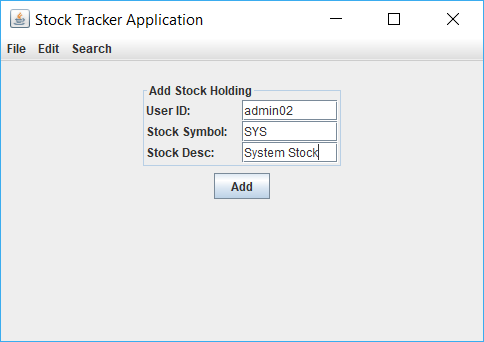 Stock Tracker Application
File Edit Search
Add Stock Holding
User ID: admin02
Stock Symbol: SYS
Stock Desc: System Stock
Add